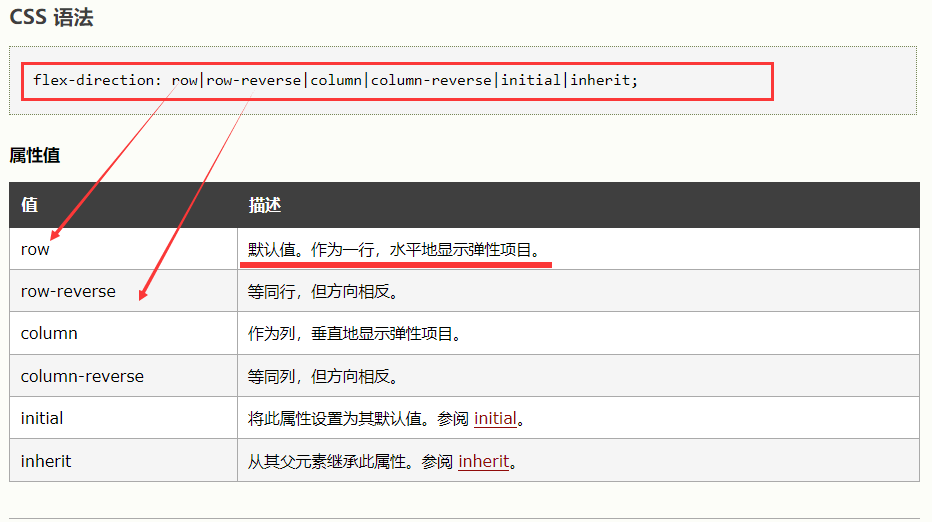 CSS 语法
flex-direction: row|row-reverse|column|column-reverse|initial|inherit;
属性值
值 描述
row 默认值。作为一行，水平地显示弹性项目。
row-reverse 等同行，但方向相反。
column 作为列，垂直地显示弹性项目。
column-reverse 等同列，但方向相反。
initial 将此属性设置为其默认值。参阅 initial。
inherit 从其父元素继承此属性。参阅 inherit。